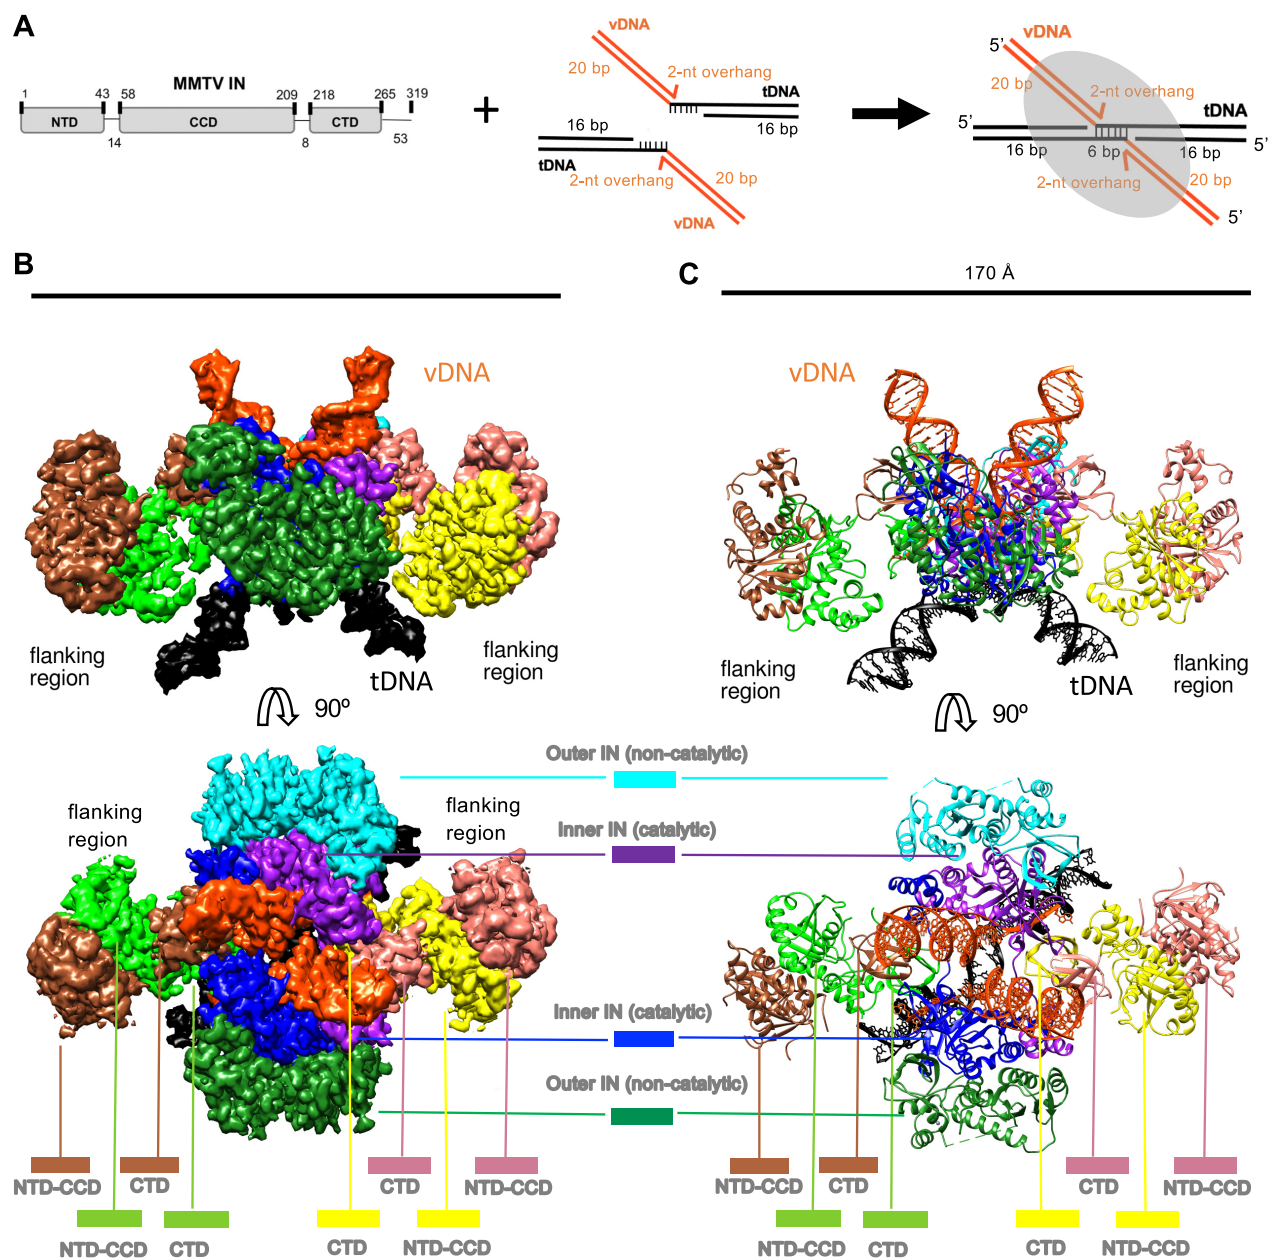 A
MMTV IN
1 43 58 209 218 265 319
NTD CCD CTD
14 8 53
+
vDNA
20 bp
2-nt overhang
tDNA
16 bp
16 bp
tDNA
2-nt overhang
20 bp
vDNA
5’
vDNA
20 bp
2-nt overhang
tDNA
5’
5’
16 bp 6 bp 16 bp
2-nt overhang
20 bp
5’
B
C
170 Å
vDNA
vDNA
flanking
region
flanking
region
tDNA
90º
flanking
region
flanking
region
tDNA
90º
Outer IN (non-catalytic)
flanking
region
flanking
region
Inner IN (catalytic)
Inner IN (catalytic)
Outer IN (non-catalytic)
NTD-CCD CTD CTD NTD-CCD
NTD-CCD CTD CTD NTD-CCD
NTD-CCD CTD CTD NTD-CCD
NTD-CCD CTD CTD NTD-CCD